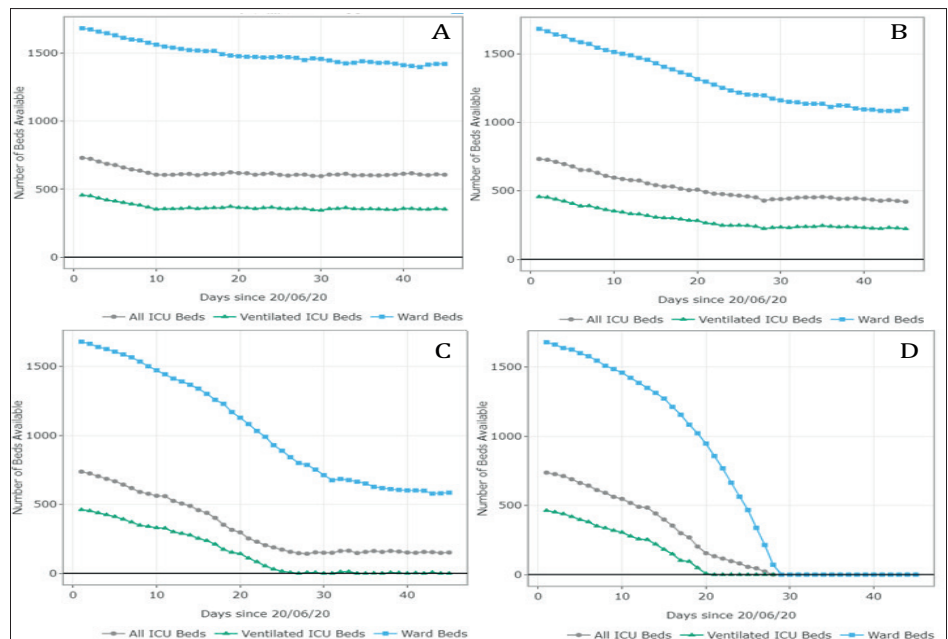 A
Number of Beds Available
1500
1000
500
0
0
10
20
30
40
Days since 20/06/20
All ICU Beds
Ventilated ICU Beds
Ward Beds
B
Number of Beds Available
1500
1000
500
0
0
10
20
30
40
Days since 20/06/20
All ICU Beds
Ventilated ICU Beds
Ward Beds
C
Number of Beds Available
1500
1000
500
0
0
10
20
30
40
Days since 20/06/20
All ICU Beds
Ventilated ICU Beds
Ward Beds
D
Number of Beds Available
1500
1000
500
0
0
10
20
30
40
Days since 20/06/20
All ICU Beds
Ventilated ICU Beds
Ward Beds